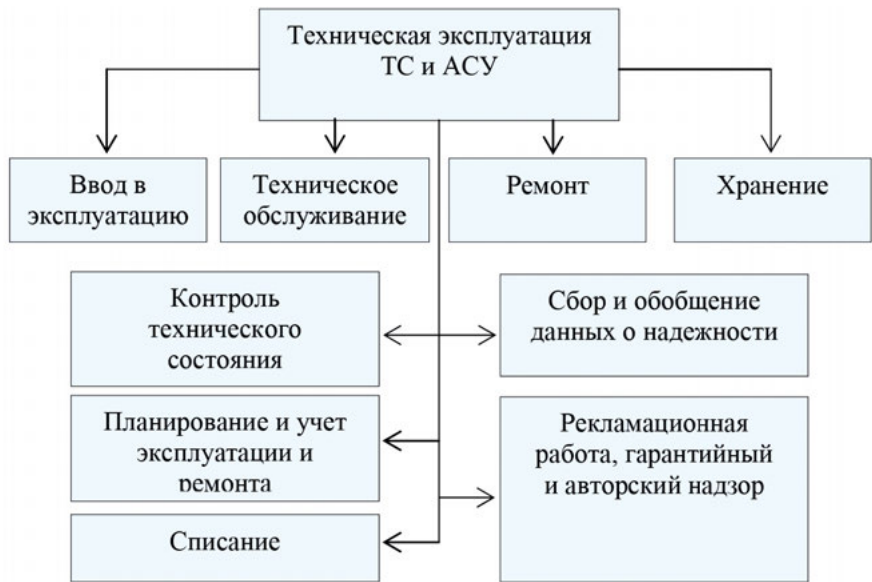 Техническая эксплуатация
ТС и АСУ
Ввод в
эксплуатацию
Техническое
обслуживание
Ремонт
Хранение
Контроль
технического
состояния
Сбор и обобщение
данных о надежности
Планирование и учет
эксплуатации и
ремонта
Рекламационная
работа, гарантийный
и авторский надзор
Списание